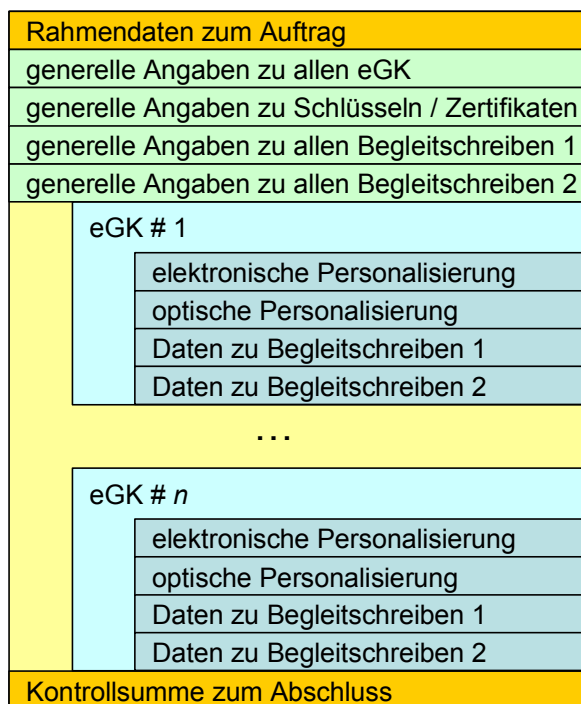 Rahmendaten zum Auftrag
generelle Angaben zu allen eGK
generelle Angaben zu Schlüsseln / Zertifikaten
generelle Angaben zu allen Begleitschreiben 1
generelle Angaben zu allen Begleitschreiben 2
eGK # 1
elektronische Personalisierung
optische Personalisierung
Daten zu Begleitschreiben 1
Daten zu Begleitschreiben 2
...
eGK # n
elektronische Personalisierung
optische Personalisierung
Daten zu Begleitschreiben 1
Daten zu Begleitschreiben 2
Kontrollsumme zum Abschluss